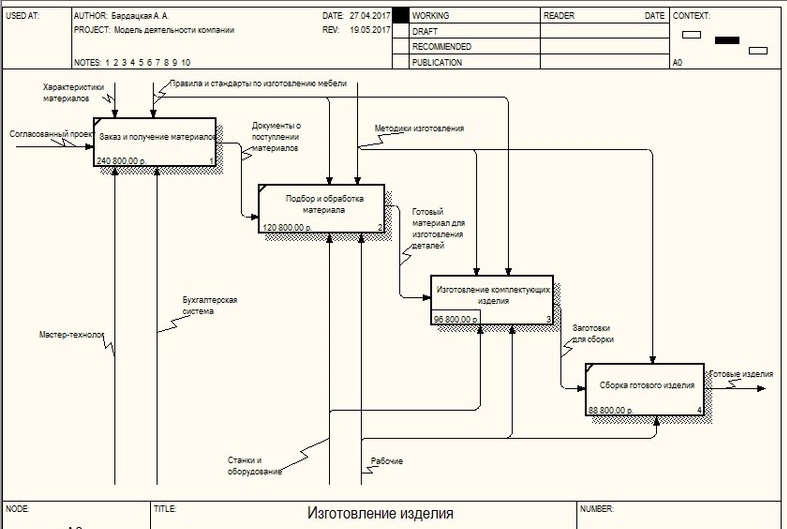 USED AT:
AUTHOR: Бардацкая А. А.
DATE: 27.04.2017
WORKING
READER
DATE
CONTEXT:
PROJECT: Модель деятельности компании
REV: 19.05.2017
DRAFT
RECOMMENDED
NOTES: 1 2 3 4 5 6 7 8 9 10
PUBLICATION
A0
Характеристики
материалов
Правила и стандарты по изготовлению мебели
Согласованный проект
Заказ и получение материалов
240 800,00 р.
1
Документы о
поступлении
материалов
Методики изготовления
Подбор и обработка
материала
120 800,00 р.
2
Готовый
материал для
изготовления
деталей
Изготовление комплектующих
изделия
96 800,00 р.
3
Бухгалтерская
система
Мастер-технолог
Заготовки
для сборки
Готовые изделия
Сборка готового изделия
88 800,00 р.
4
Станки и
оборудование
Рабочие
NODE:
TITLE:
Изготовление изделия
NUMBER: